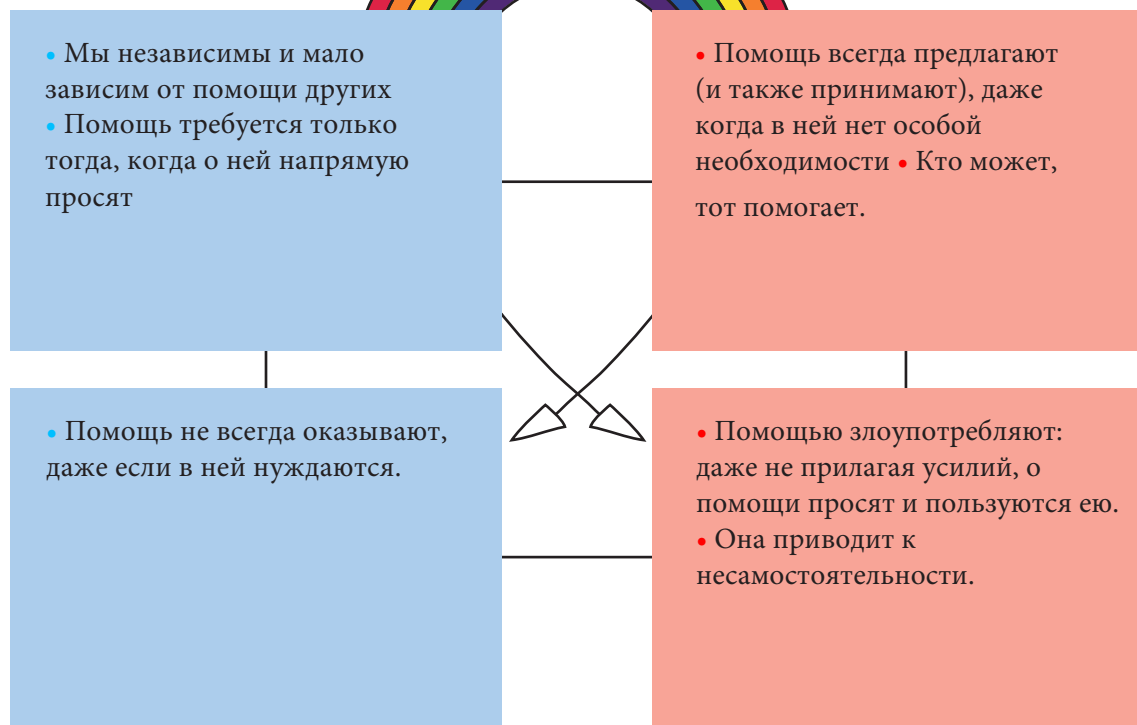 • Мы независимы и мало
зависим от помощи других
• Помощь требуется только
тогда, когда о ней напрямую
просят
• Помощь всегда предлагают
(и также принимают), даже
когда в ней нет особой
необходимости • Кто может,
тот помогает.
• Помощь не всегда оказывают,
даже если в ней нуждаются.
• Помощью злоупотребляют:
даже не прилагая усилий, о
помощи просят и пользуются ею.
• Она приводит к
несамостоятельности.